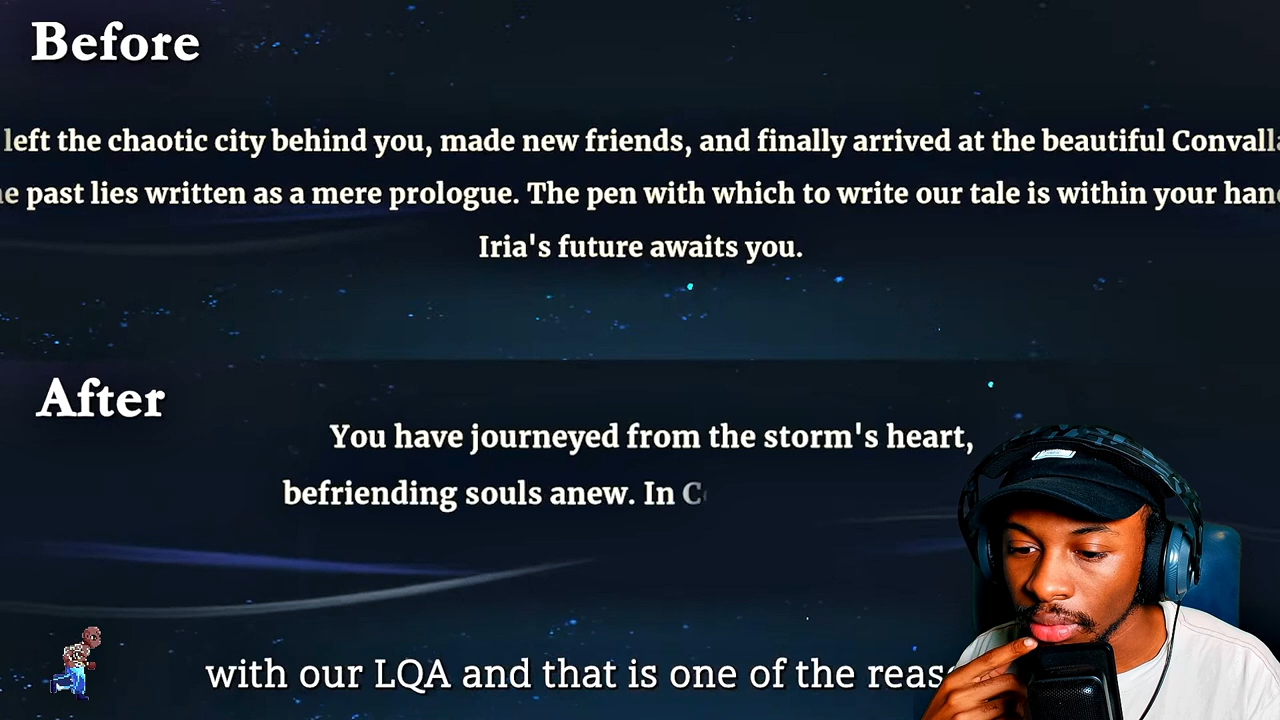 Before
left the chaotic city behind you, made new friends, and finally arrived at the beautiful
past lies written as a mere prologue. The pen with which to write our tale is within your
Iria's future awaits you.
After
You have journeyed from the storm's heart,
befriending souls anew. In
with our LQA and that is one of the